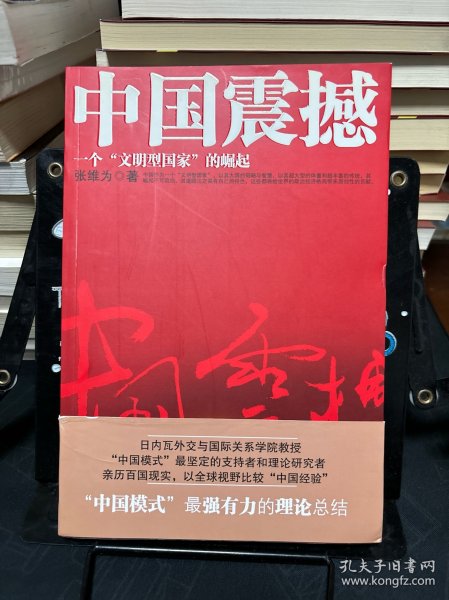 中国震撼
一个“文明型国家”的崛起
张维为◎著
日内瓦外交与国际关系学院教授
“中国模式”最坚定的支持者和理论研究者
亲历百国现实，以全球视野比较“中国经验”
“中国模式”最强有力的理论总结
孔夫子旧书网
www.kongfz.com